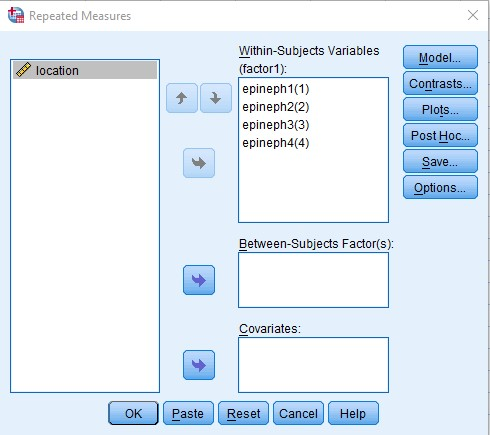 Repeated Measures
location
Within-Subjects Variables
(factor1):
epineph1(1)
epineph2(2)
epineph3(3)
epineph4(4)
Between-Subjects Factor(s):
Covariates:
Model...
Contrasts...
Plots...
Post Hoc...
Save...
Options...
OK
Paste
Reset
Cancel
Help